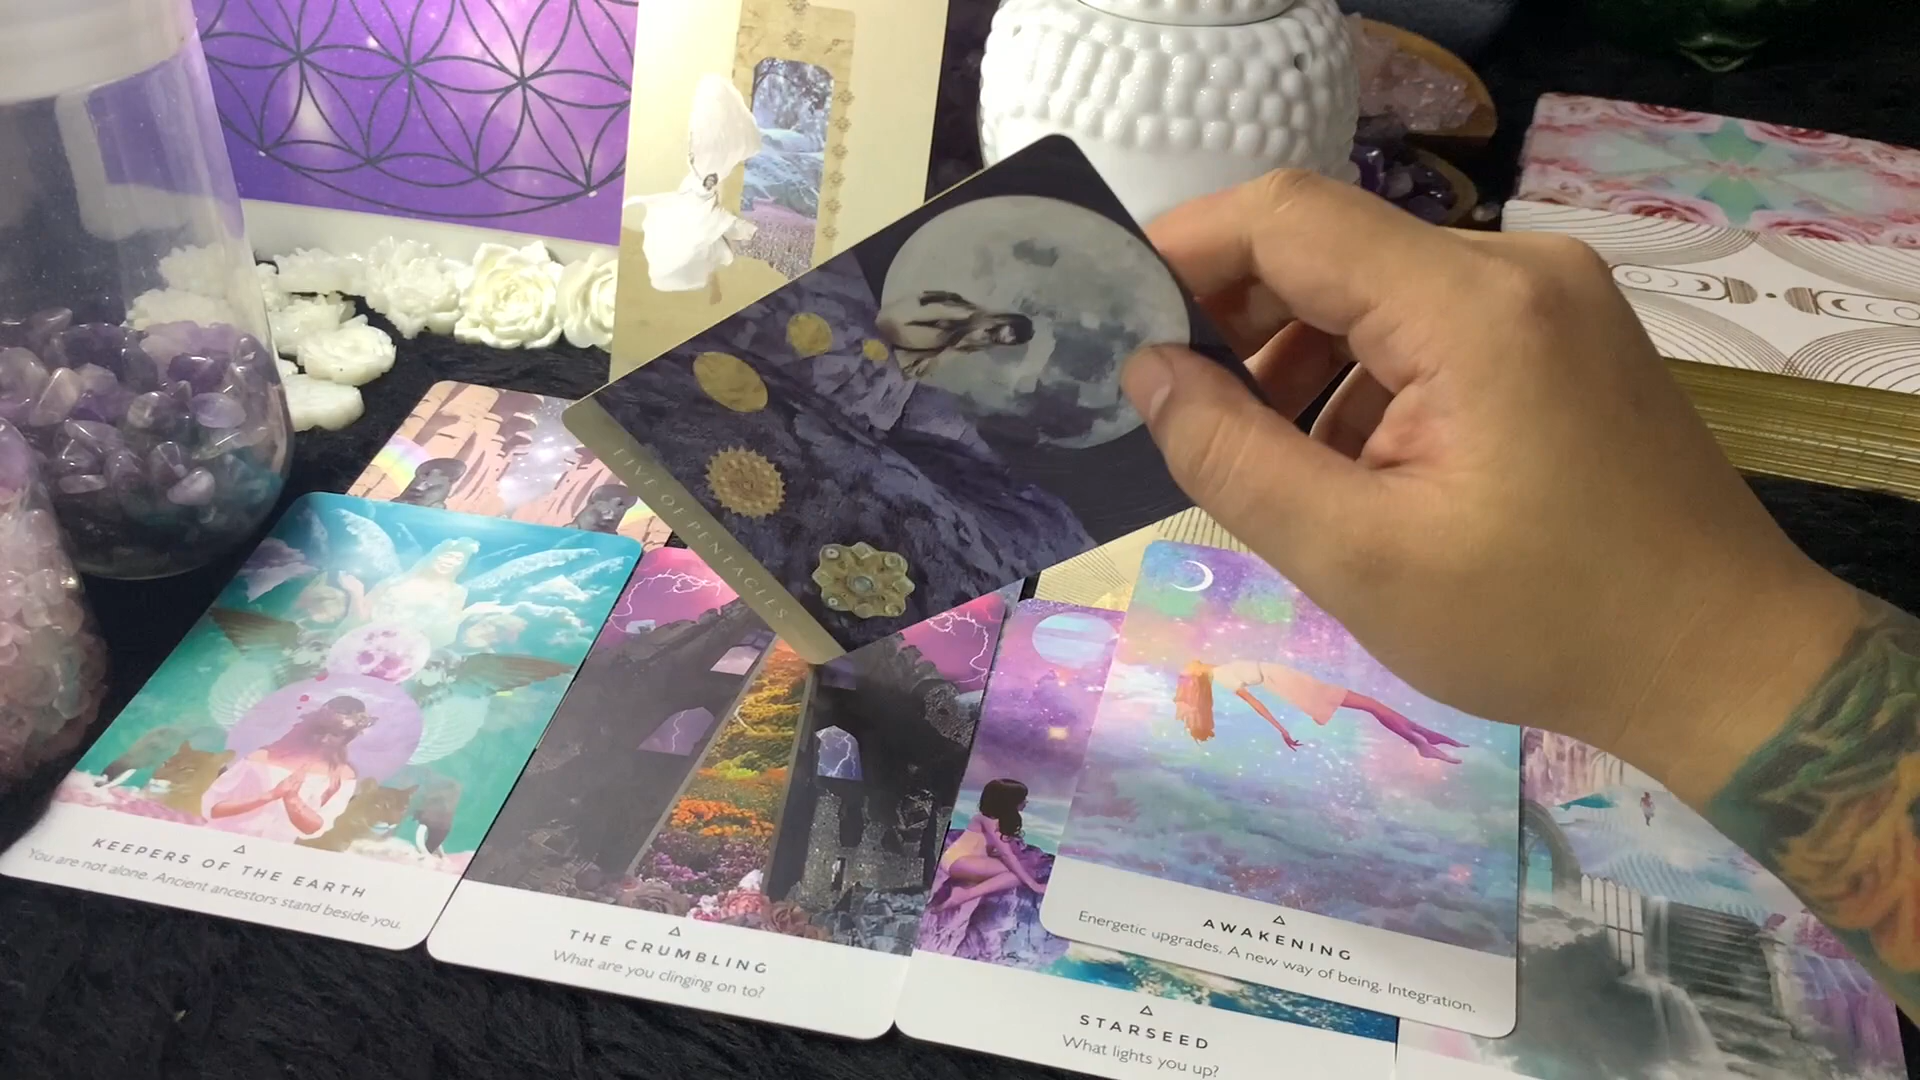 FIVE OF PENTACLES
KEEPERS OF THE EARTH
You are not alone. Ancient ancestors stand beside you.
THE CRUMBLING
What are you clinging on to?
AWAKENING
Energetic upgrades. A new way of being. Integration.
STARSEED
What lights you up?